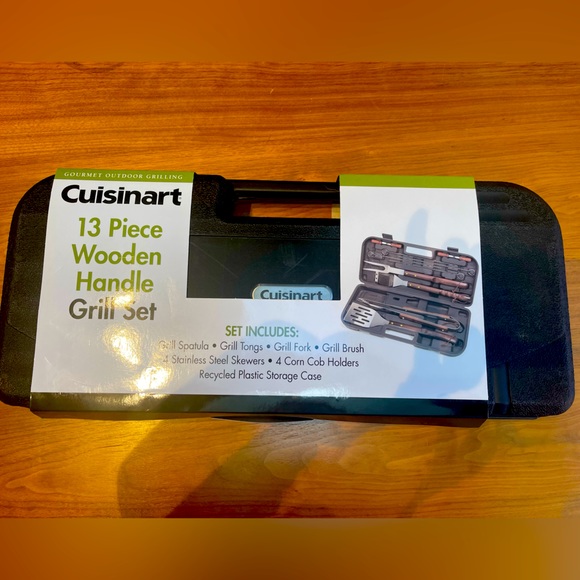 GOURMET OUTDOOR GRILLING
Cuisinart
13 Piece
Wooden
Handle
Grill Set
Cuisinart
SET INCLUDES:
Grill Spatula • Grill Tongs • Grill Fork • Grill Brush
4 Stainless Steel Skewers • 4 Corn Cob Holders
Recycled Plastic Storage Case